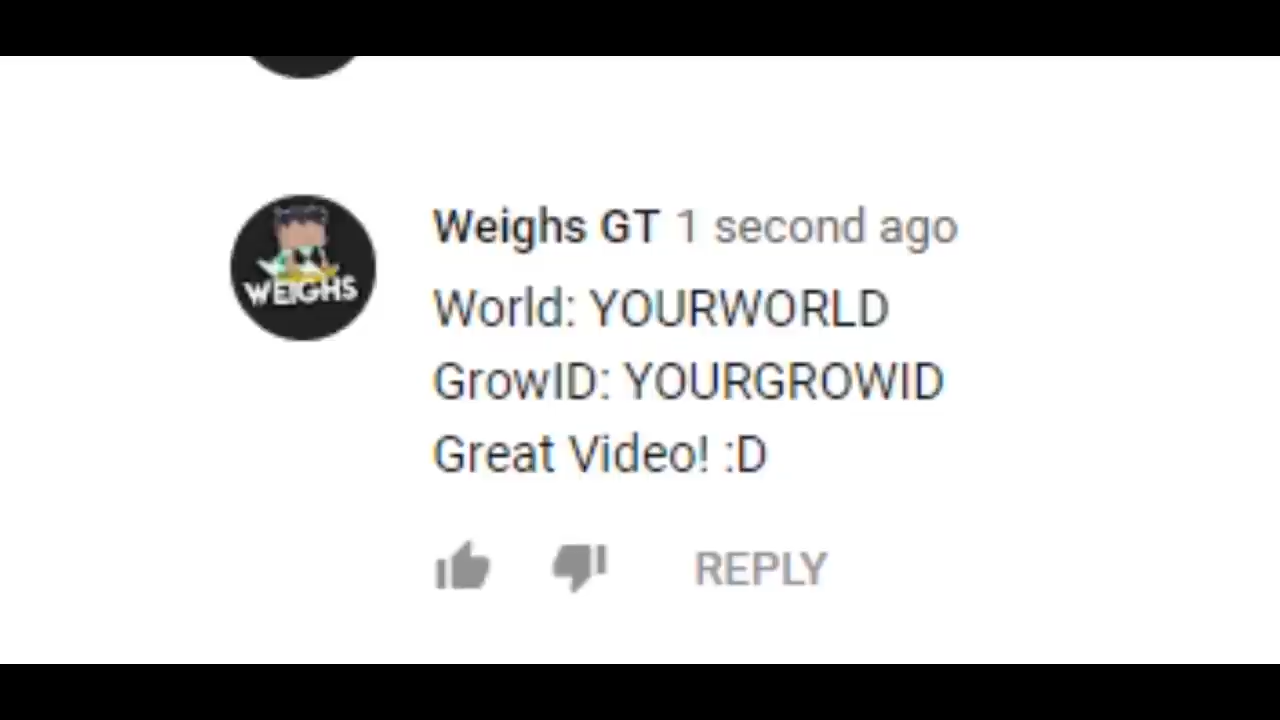 WEIGHS
Weighs GT 1 second ago
World: YOURWORLD
GrowID: YOURGROWID
Great Video! :D
REPLY